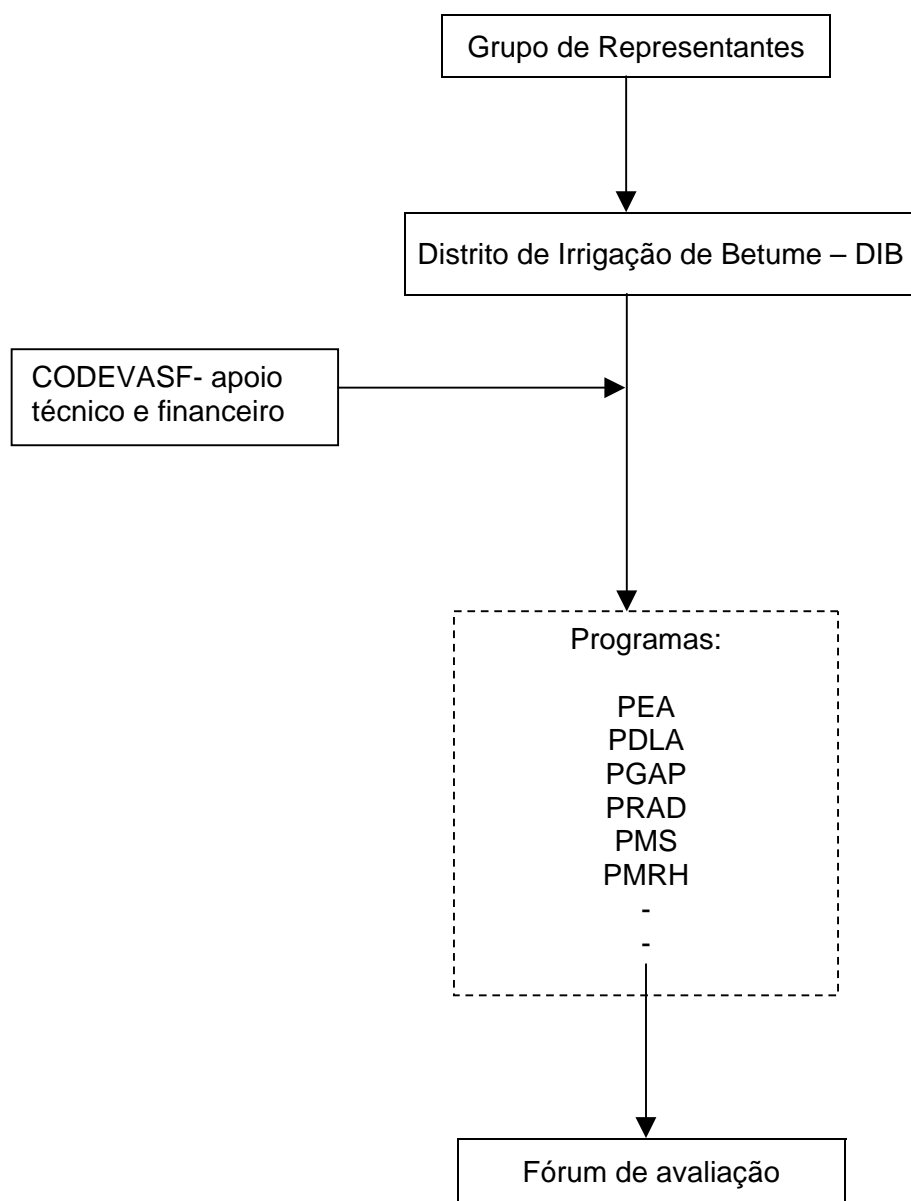 Grupo de Representantes
Distrito de Irrigação de Betume – DIB
CODEVASF- apoio
técnico e financeiro
Programas:
PEA
PDLA
PGAP
PRAD
PMS
PMRH
-
-
Fórum de avaliação